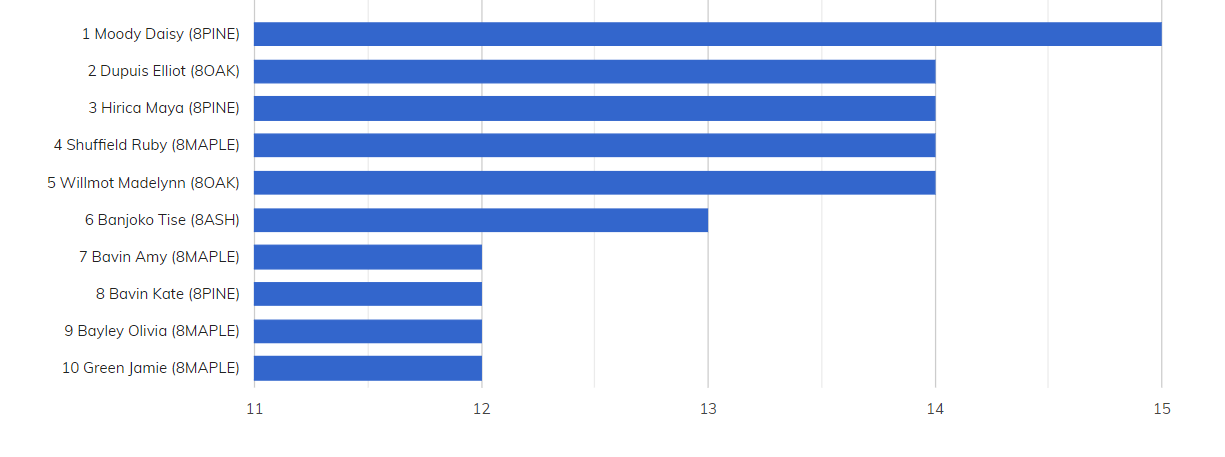 1 Moody Daisy (8PINE)
2 Dupuis Elliot (8OAK)
3 Hirica Maya (8PINE)
4 Shuffield Ruby (8MAPLE)
5 Willmot Madelynn (8OAK)
6 Banjoko Tise (8ASH)
7 Bavin Amy (8MAPLE)
8 Bavin Kate (8PINE)
9 Bayley Olivia (8MAPLE)
10 Green Jamie (8MAPLE)
11 12 13 14 15